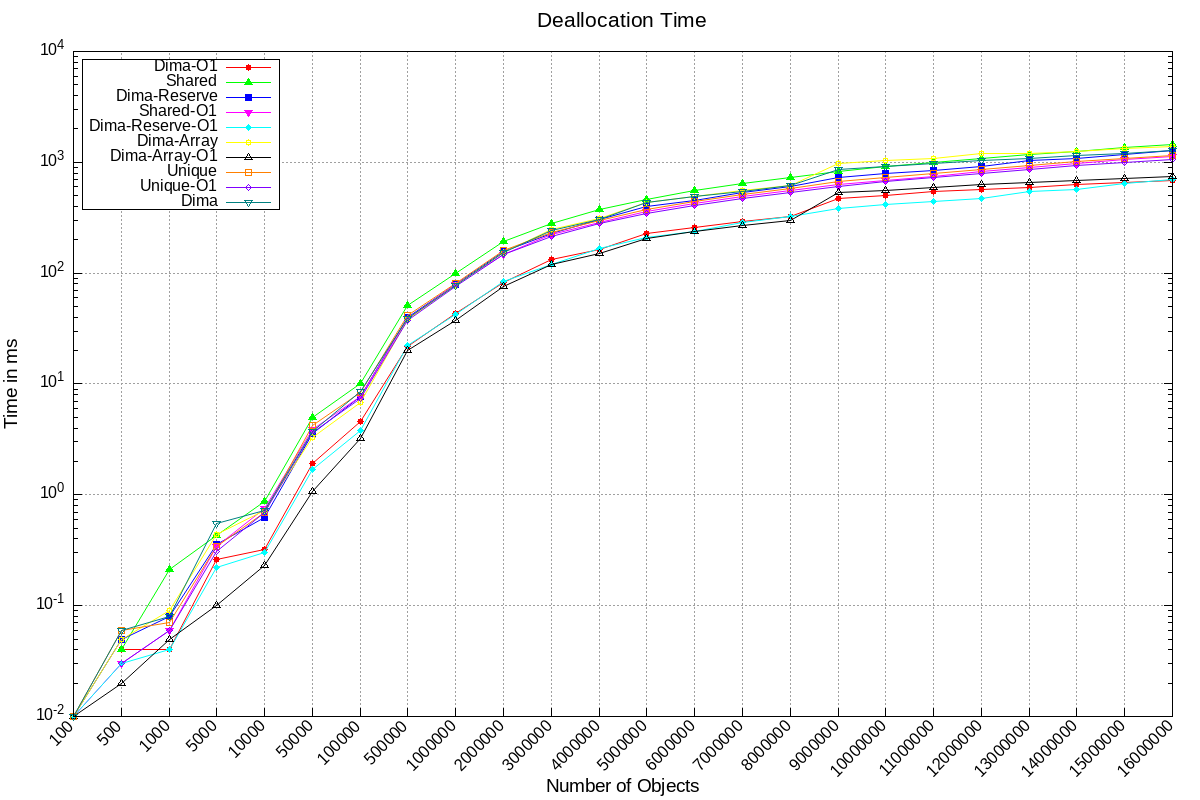 Deallocation Time
10^4
10^3
10^2
10^1
10^0
10^-1
10^-2
Time in ms
Dima-O1
Shared
Dima-Reserve
Shared-O1
Dima-Reserve-O1
Dima-Array
Dima-Array-O1
Unique
Unique-O1
Dima
100
500
1000
5000
10000
50000
100000
500000
1000000
2000000
3000000
4000000
5000000
6000000
7000000
8000000
9000000
10000000
11000000
12000000
13000000
14000000
15000000
16000000
Number of Objects